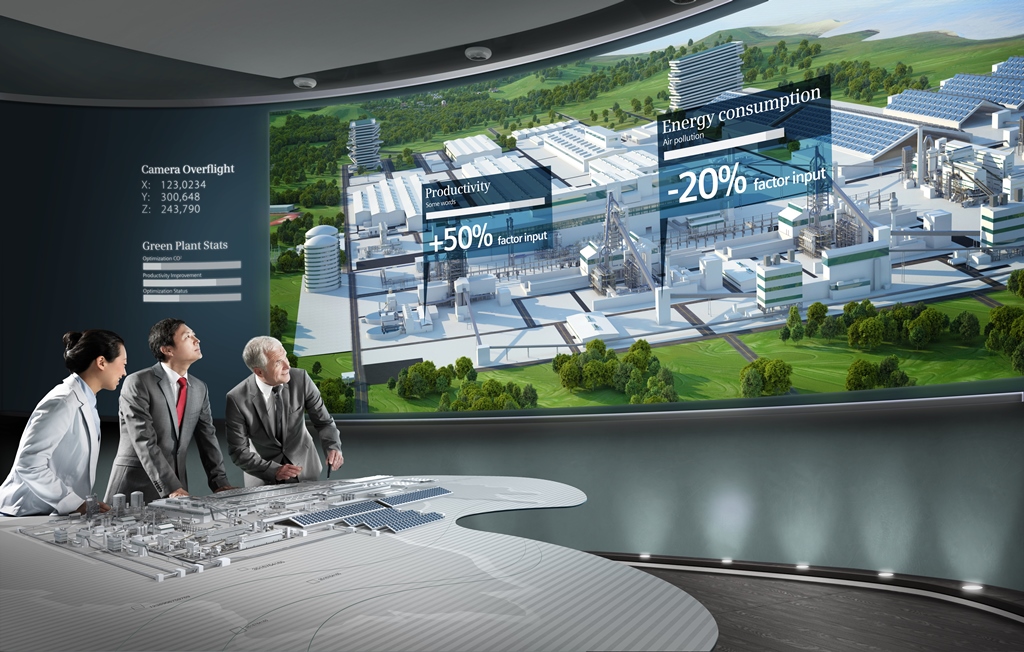 Camera Overflight
X: 123,0234
Y: 300,648
Z: 243,790
Green Plant Stats
Optimization CO²
Productivity Improvement
Optimization Status
Productivity
Some words
+50% factor input
Energy consumption
Air pollution
-20% factor input